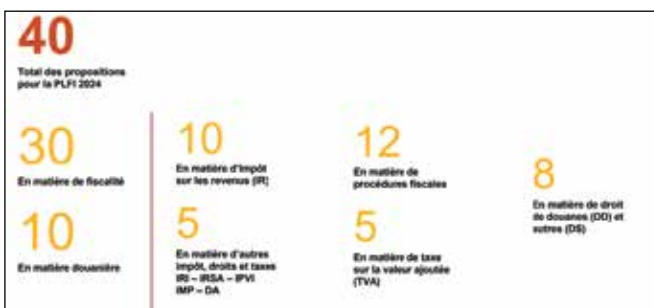 40
Total des propositions
pour la PLFI 2024
30
En matière de fiscalité
10
En matière douanière
10
En matière d'impôt
sur les revenus (IR)
5
En matière d'autres
impôt, droits et taxes
IRI – IRSA – IPVI
IMP – DA
12
En matière de
procédures fiscales
5
En matière de taxe
sur la valeur ajoutée
(TVA)
8
En matière de droit
de douanes (DD) et
autres (DS)